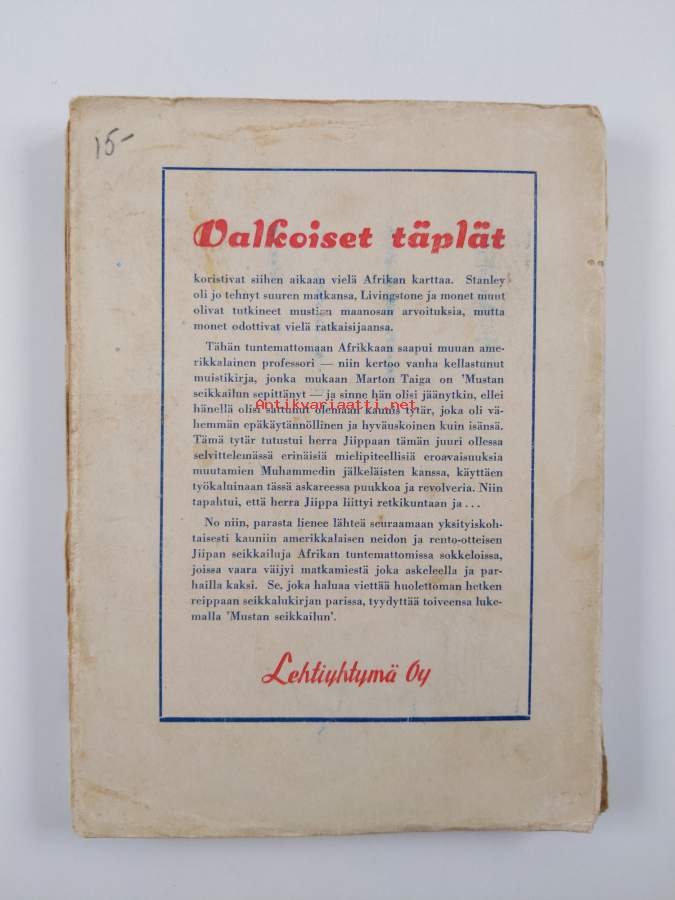 15-
Valkoiset täplät
koristivat siihen aikaan vielä Afrikan karttaa. Stanley
oli jo tehnyt suuren matkansa, Livingstone ja monet muut
olivat tutkineet mustien maanosan arvoituksia, mutta
monet odottivat vielä ratkaisijaansa.
Tähän tuntemattomaan Afrikkaan saapui muuan ame-
rikkalainen professori — niin kertoo vanha kellastunut
muistikirja, jonka mukaan Marton Taiga on 'Mustan
seikkailun sepittänyt — ja sinne hän olisi jäänytkin, ellei
Antikvariaatti.net
hänellä olisi sattunut olemaan kaunis tytär, joka oli vä-
hemmän epäkäytännöllinen ja hyväuskoinen kuin isänsä.
Tämä tytär tutustui herra Jiippaan tämän juuri ollessa
selvittelemässä erinäisiä mielipiteellisiä eroavaisuuksia
muutamien Muhammedin jälkeläisten kanssa, käyttäen
työkaluinaan tässä askareessa puukkoa ja revolveria. Niin
tapahtui, että herra Jiippa liittyi retkikuntaan ja...
No niin, parasta lienee lähteä seuraamaan yksityiskoh-
taisesti kauniin amerikkalaisen neidon ja rento-otteisen
Jiipan seikkailuja Afrikan tuntemattomissa sokkeloissa,
joissa vaara väijyi matkamiestä joka askeleella ja par-
hailla kaksi. Se, joka haluaa viettää huolettoman hetken
reippaan seikkalukirjan parissa, tyydyttää toiveensa luke-
malla 'Mustan seikkailun'.
Lehtiyhtymä Oy